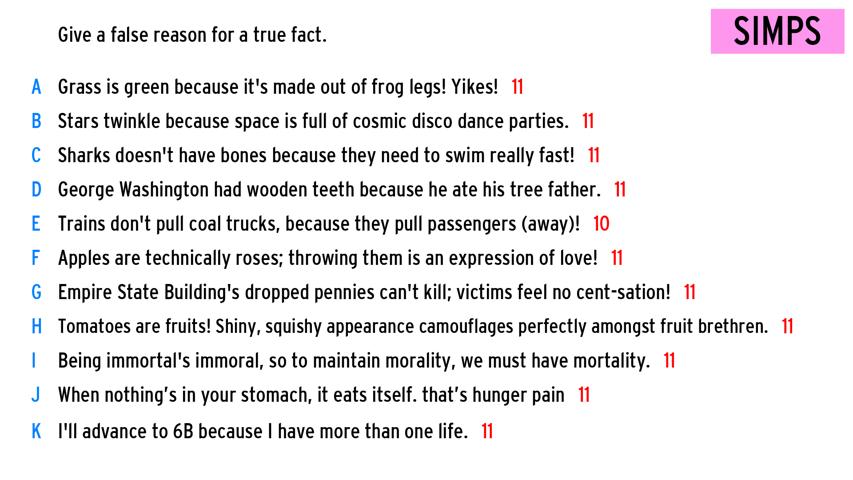 Give a false reason for a true fact.
SIMPS
A Grass is green because it's made out of frog legs! Yikes! 11
B Stars twinkle because space is full of cosmic disco dance parties. 11
C Sharks doesn't have bones because they need to swim really fast! 11
D George Washington had wooden teeth because he ate his tree father. 11
E Trains don't pull coal trucks, because they pull passengers (away)! 10
F Apples are technically roses; throwing them is an expression of love! 11
G Empire State Building's dropped pennies can't kill; victims feel no cent-sation! 11
H Tomatoes are fruits! Shiny, squishy appearance camouflages perfectly amongst fruit brethren. 11
I Being immortal's immoral, so to maintain morality, we must have mortality. 11
J When nothing’s in your stomach, it eats itself. that’s hunger pain 11
K I'll advance to 6B because I have more than one life. 11